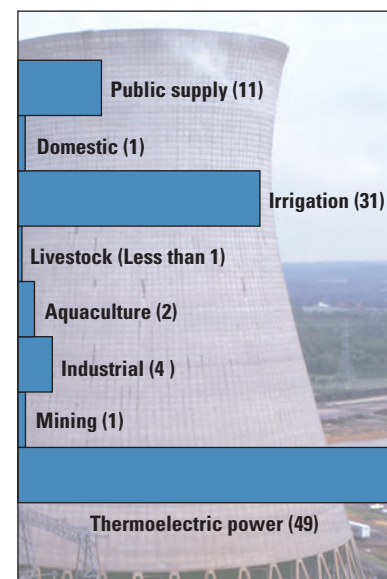 Public supply (11)
Domestic (1)
Irrigation (31)
Livestock (Less than 1)
Aquaculture (2)
Industrial (4 )
Mining (1)
Thermoelectric power (49)